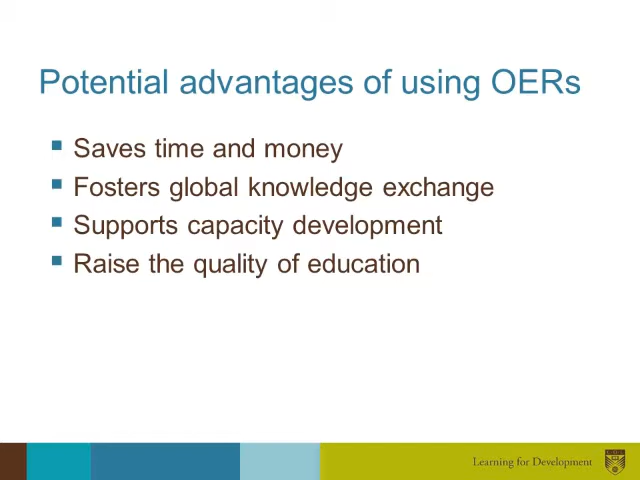 Potential advantages of using OERs
Saves time and money
Fosters global knowledge exchange
Supports capacity development
Raise the quality of education
Learning for Development